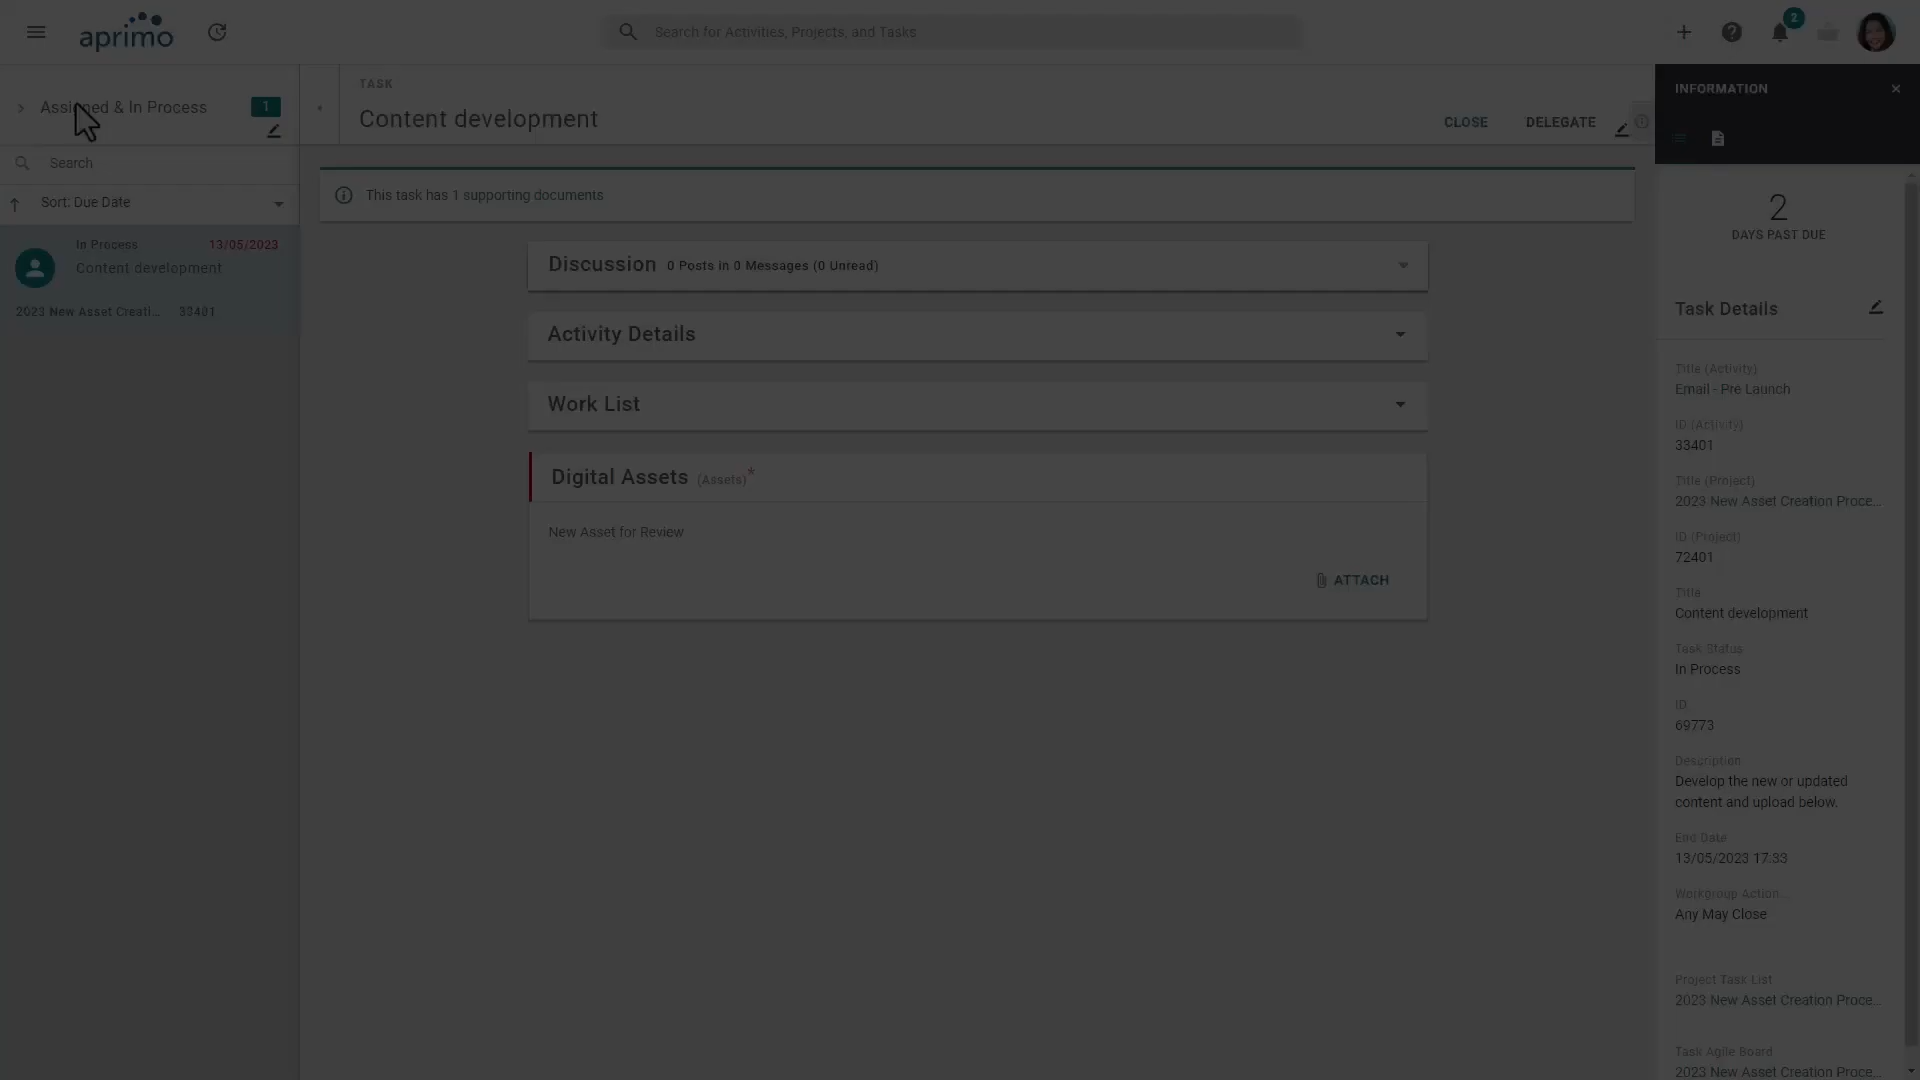 aprimo
Search for Activities, Projects, and Tasks
2
Assigned & In Process
1
Search
Sort: Due Date
In Process
13/05/2023
Content development
2023 New Asset Creati...
33401
TASK
Content development
CLOSE
DELEGATE
This task has 1 supporting documents
Discussion 0 Posts in 0 Messages (0 Unread)
Activity Details
Work List
Digital Assets (Assets)*
New Asset for Review
ATTACH
INFORMATION
2
DAYS PAST DUE
Task Details
Title (Activity)
Email - Pre Launch
ID (Activity)
33401
Title (Project)
2023 New Asset Creation Proce...
ID (Project)
72401
Title
Content development
Task Status
In Process
ID
69773
Description
Develop the new or updated
content and upload below.
End Date
13/05/2023 17:33
Workgroup Action...
Any May Close
Project Task List
2023 New Asset Creation Proce...
Task Agile Board
2023 New Asset Creation Proce...